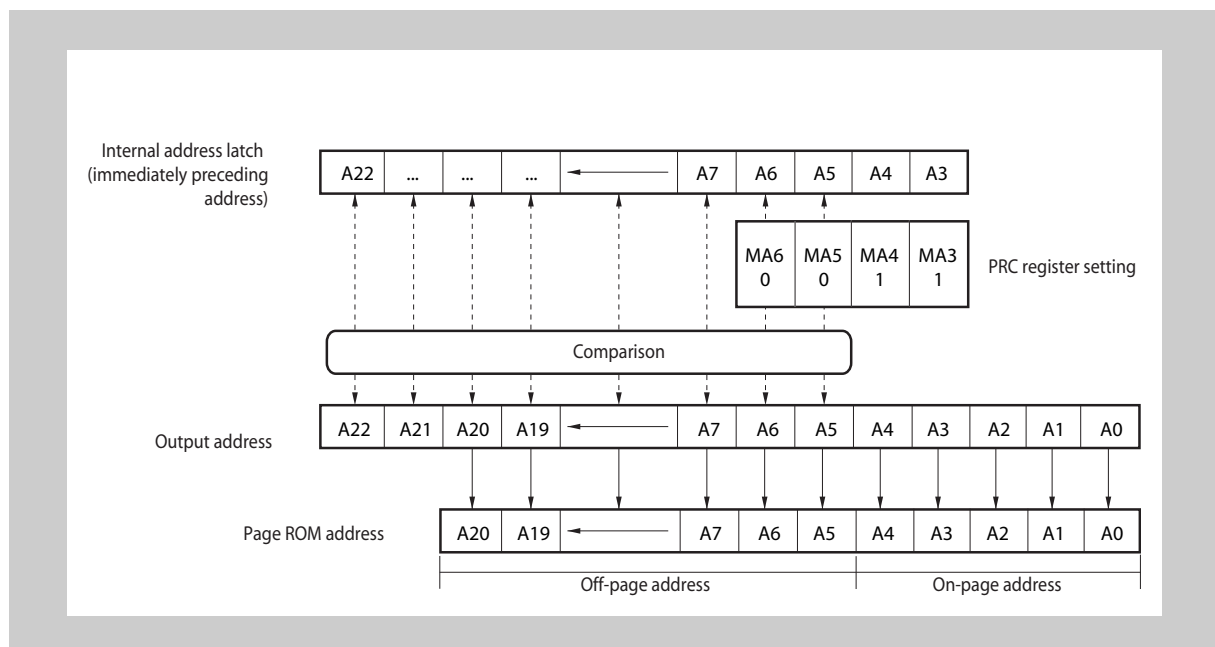 Internal address latch
(immediately preceding
address)
A22 ... ... ... A7 A6 A5 A4 A3
MA6 MA5 MA4 MA3
0 0 1 1
PRC register setting
Comparison
Output address
A22 A21 A20 A19 A7 A6 A5 A4 A3 A2 A1 A0
Page ROM address
A20 A19 A7 A6 A5 A4 A3 A2 A1 A0
Off-page address On-page address